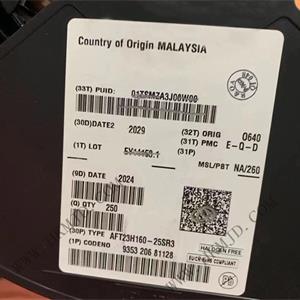 Country of Origin MALAYSIA
(33T) PUID:
(30D)DATE2 2029
(32T) ORIG 0640
(31T) PMC E-Q-D
(1T) LOT
(31P)
MSL/PBT NA/260
(9D) DATE 2024
(Q) QTY 250
(30P) TYPE AFT23H160-25SR3
HALOGEN FREE
(1P) CODENO 9353 206 81128
EU/CN ROHS COMPLIANT